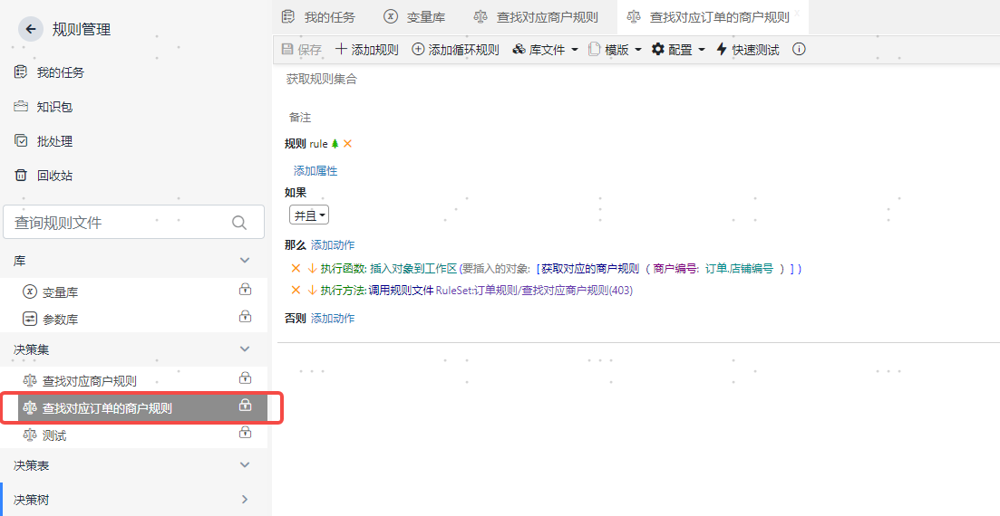 规则管理
我的任务
知识包
批处理
回收站
查询规则文件
库
变量库
参数库
决策集
查找对应商户规则
查找对应订单的商户规则
测试
决策表
决策树
我的任务 变量库 查找对应商户规则 查找对应订单的商户规则
保存 添加规则 添加循环规则 库文件 模版 配置 快速测试
获取规则集合
备注
规则 rule
添加属性
如果
并且
那么 添加动作
执行函数: 插入对象到工作区(要插入的对象: [获取对应的商户规则 ( 商户编号: 订单.店铺编号 ) ] )
执行方法:调用规则文件 RuleSet:订单规则/查找对应商户规则(403)
否则 添加动作